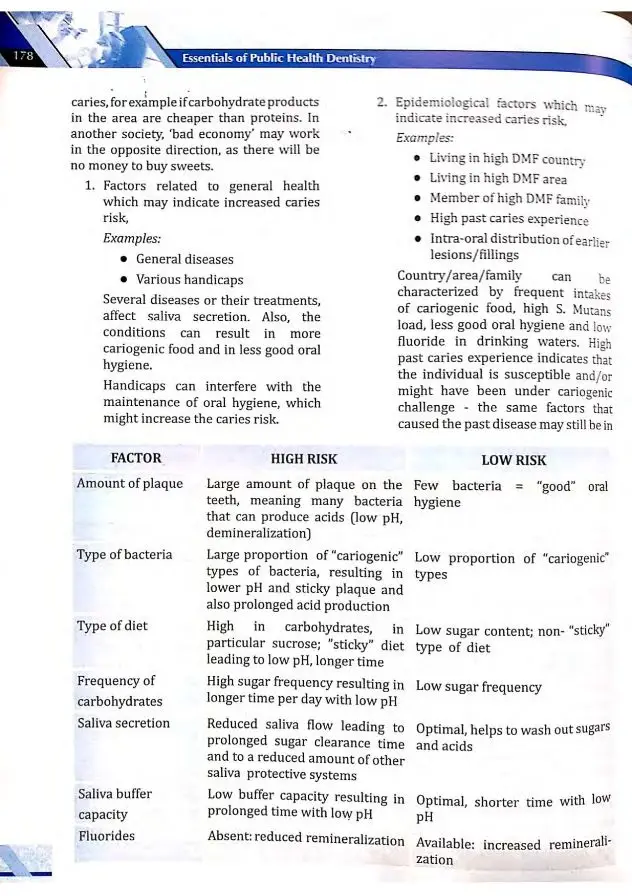 178
Essentials of Public Health Dentistry
caries, for example if carbohydrate products
in the area are cheaper than proteins. In
another society, 'bad economy' may work
in the opposite direction, as there will be
no money to buy sweets.
1. Factors related to general health
which may indicate increased caries
risk,
Examples:
● General diseases
● Various handicaps
Several diseases or their treatments,
affect saliva secretion. Also, the
conditions can result in more
cariogenic food and in less good oral
hygiene.
Handicaps can interfere with the
maintenance of oral hygiene, which
might increase the caries risk.
2. Epidemiological factors which may
indicate increased caries risk,
Examples:
● Living in high DMF country
● Living in high DMF area
● Member of high DMF family
● High past caries experience
● Intra-oral distribution of earlier
lesions/fillings
Country/area/family can be
characterized by frequent intakes
of cariogenic food, high S. Mutans
load, less good oral hygiene and low
fluoride in drinking waters. High
past caries experience indicates that
the individual is susceptible and/or
might have been under cariogenic
challenge - the same factors that
caused the past disease may still be in
FACTOR HIGH RISK LOW RISK
Amount of plaque Large amount of plaque on the Few bacteria = "good" oral
teeth, meaning many bacteria hygiene
that can produce acids (low pH,
demineralization)
Type of bacteria Large proportion of "cariogenic" Low proportion of "cariogenic"
types of bacteria, resulting in types
lower pH and sticky plaque and
also prolonged acid production
Type of diet High in carbohydrates, in Low sugar content; non- "sticky"
particular sucrose; "sticky" diet type of diet
leading to low pH, longer time
Frequency of High sugar frequency resulting in Low sugar frequency
carbohydrates longer time per day with low pH
Saliva secretion Reduced saliva flow leading to Optimal, helps to wash out sugars
prolonged sugar clearance time and acids
and to a reduced amount of other
saliva protective systems
Saliva buffer Low buffer capacity resulting in Optimal, shorter time with low
capacity prolonged time with low pH pH
Fluorides Absent: reduced remineralization Available: increased reminerali-
zation